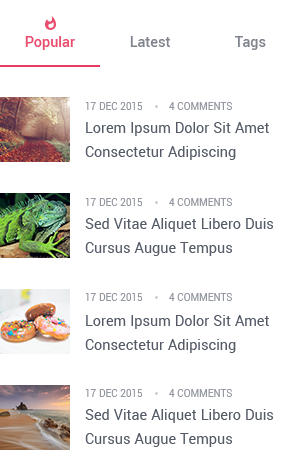 Popular Latest Tags
17 DEC 2015 • 4 COMMENTS
Lorem Ipsum Dolor Sit Amet
Consectetur Adipiscing
17 DEC 2015 • 4 COMMENTS
Sed Vitae Aliquet Libero Duis
Cursus Augue Tempus
17 DEC 2015 • 4 COMMENTS
Lorem Ipsum Dolor Sit Amet
Consectetur Adipiscing
17 DEC 2015 • 4 COMMENTS
Sed Vitae Aliquet Libero Duis
Cursus Augue Tempus